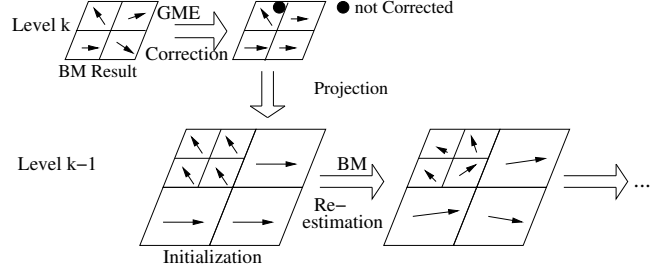 Level k
GME
Correction
not Corrected
BM Result
Projection
Level k−1
BM
Re−
estimation
...
Initialization